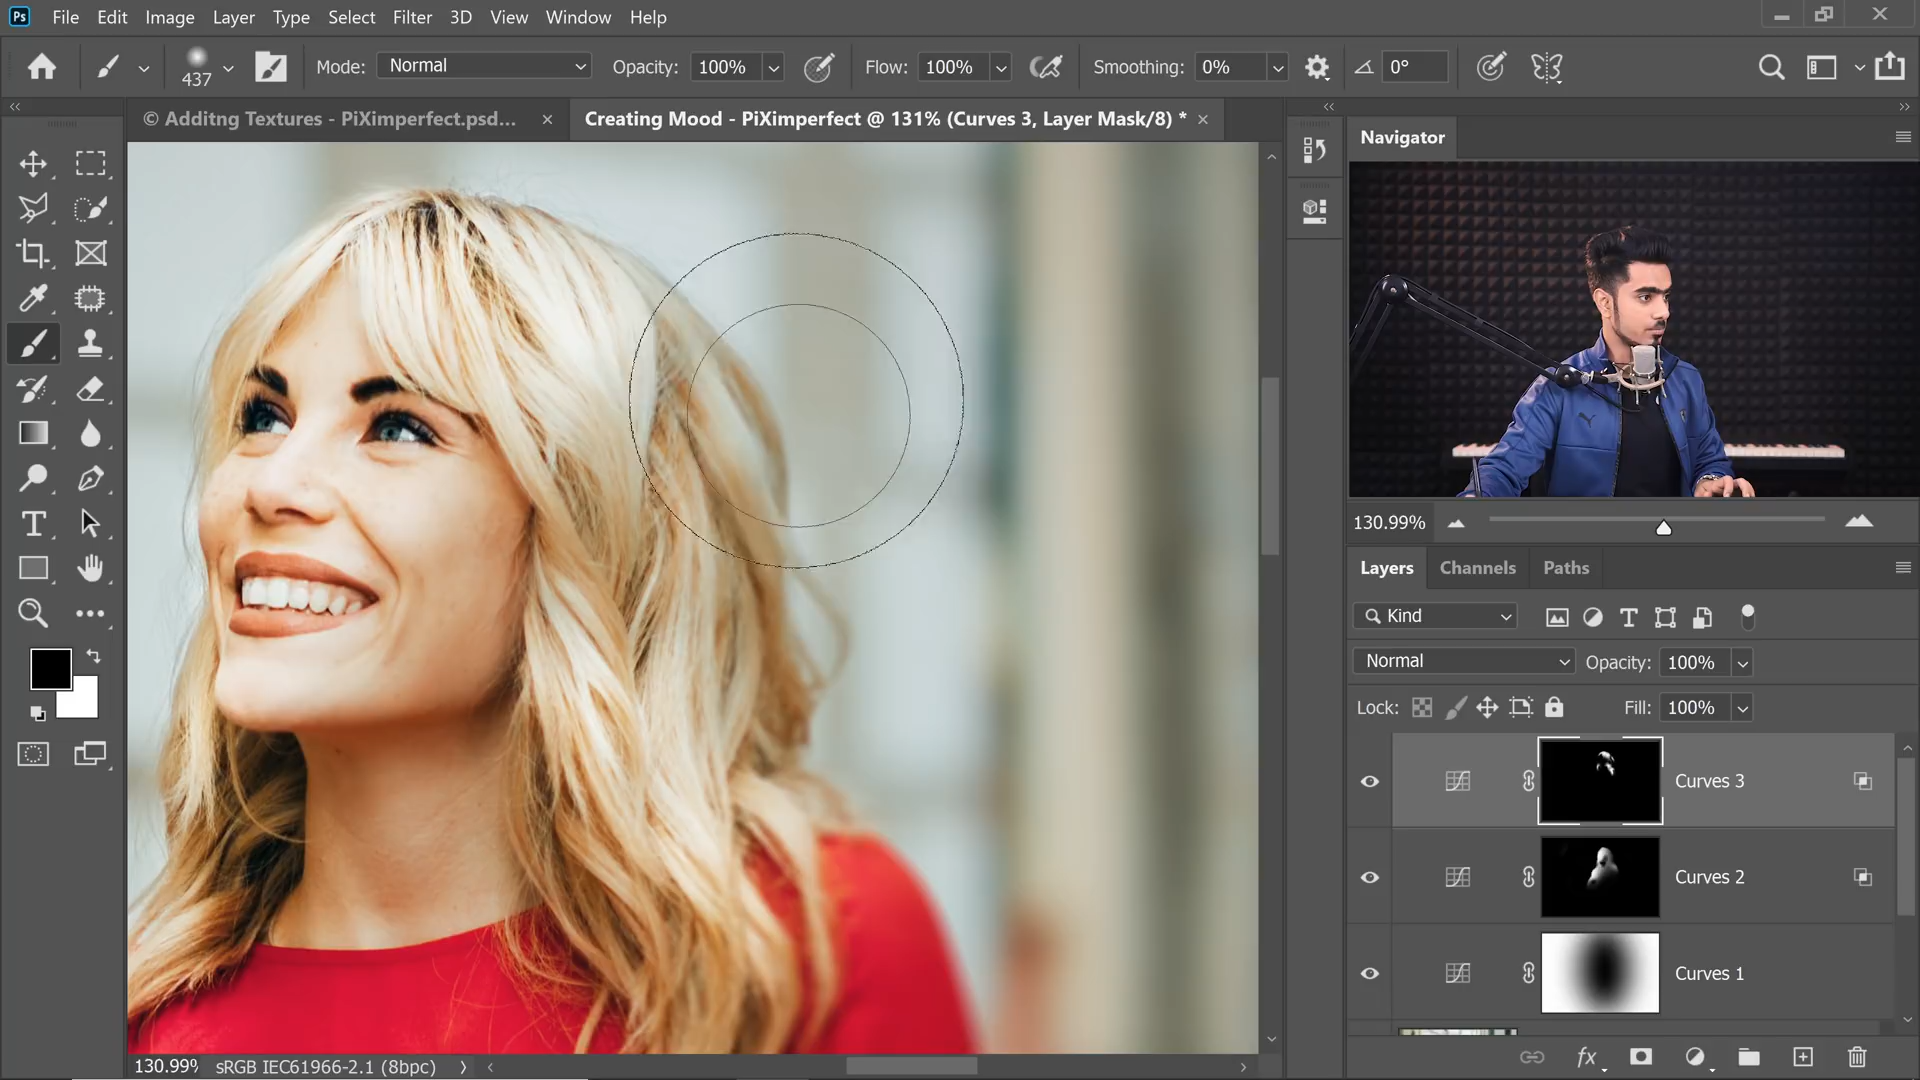 Ps File Edit Image Layer Type Select Filter 3D View Window Help
437 Mode: Normal Opacity: 100% Flow: 100% Smoothing: 0% 0°
© Additng Textures - PiXimperfect.psd... × Creating Mood - PiXimperfect @ 131% (Curves 3, Layer Mask/8) * ×
Navigator
130.99%
Layers Channels Paths
Kind
Normal Opacity: 100%
Lock: Fill: 100%
Curves 3
Curves 2
Curves 1
fx
130.99% sRGB IEC61966-2.1 (8bpc)